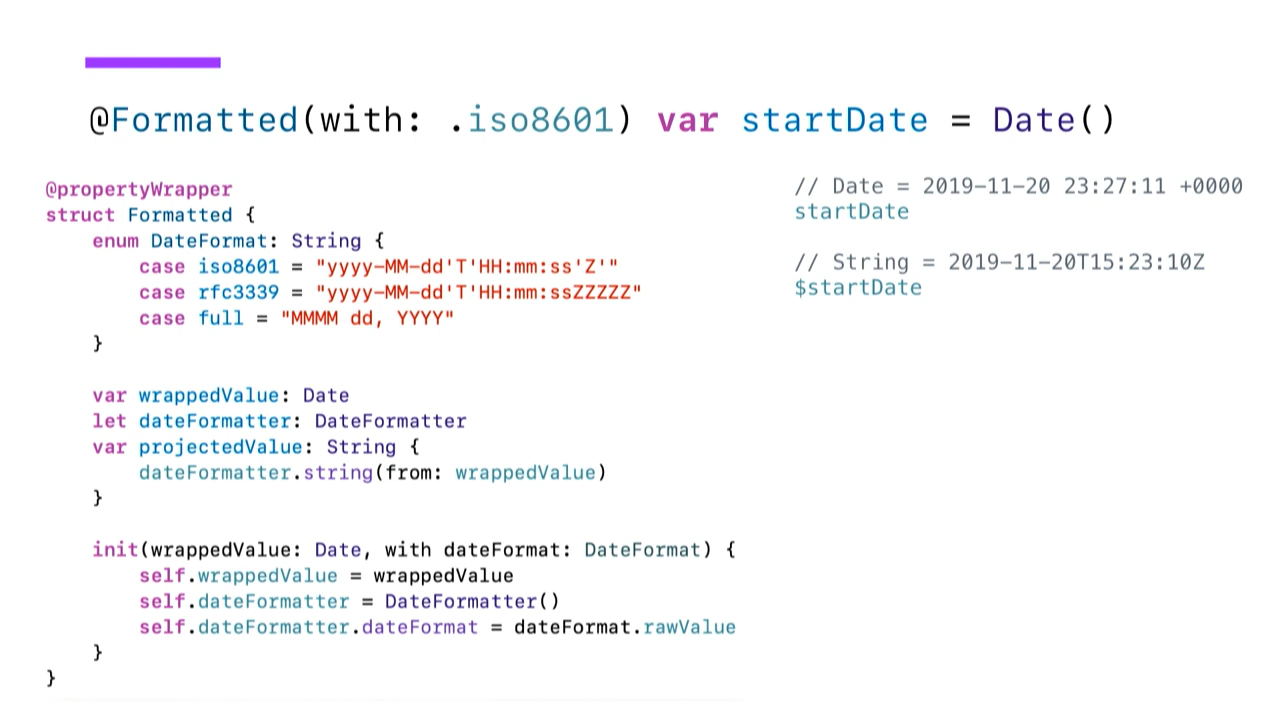 @Formatted(with: .iso8601) var startDate = Date()
@propertyWrapper
struct Formatted {
    enum DateFormat: String {
        case iso8601 = "yyyy-MM-dd'T'HH:mm:ss'Z'"
        case rfc3339 = "yyyy-MM-dd'T'HH:mm:ssZZZZZ"
        case full = "MMMM dd, YYYY"
    }
    var wrappedValue: Date
    let dateFormatter: DateFormatter
    var projectedValue: String {
        dateFormatter.string(from: wrappedValue)
    }
    init(wrappedValue: Date, with dateFormat: DateFormat) {
        self.wrappedValue = wrappedValue
        self.dateFormatter = DateFormatter()
        self.dateFormatter.dateFormat = dateFormat.rawValue
    }
}
// Date = 2019-11-20 23:27:11 +0000
startDate
// String = 2019-11-20T15:23:10Z
$startDate